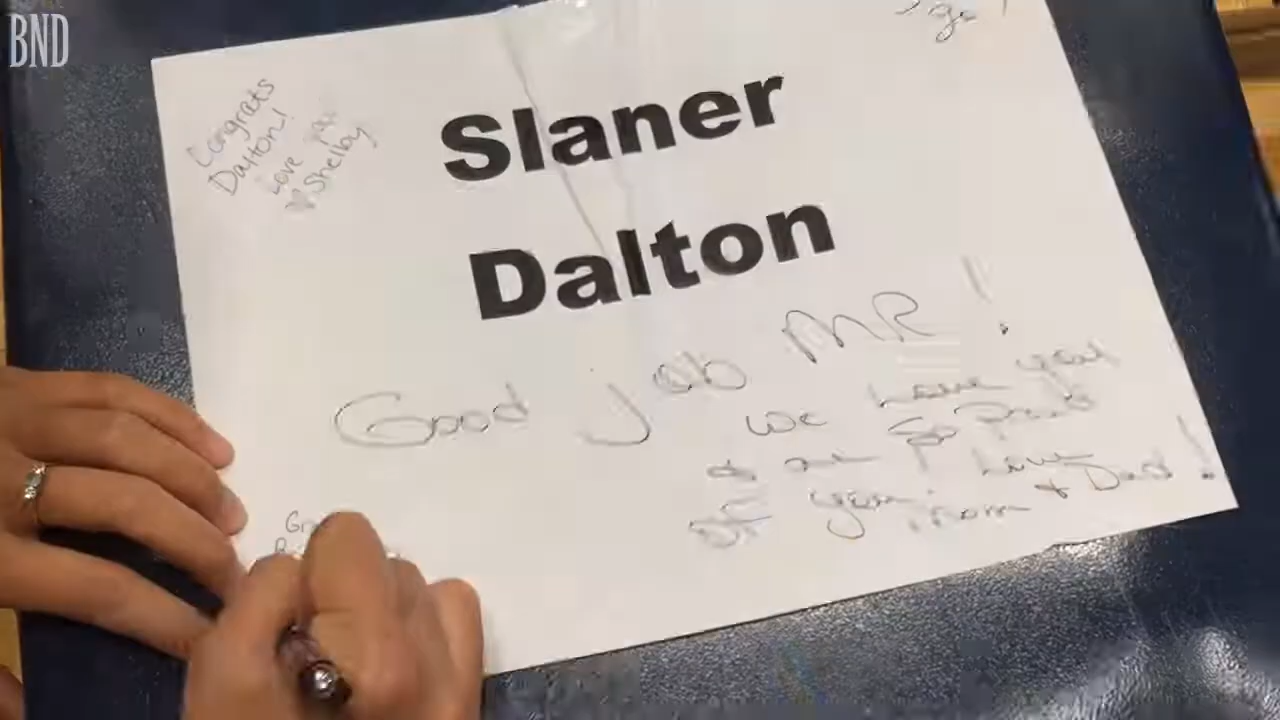 BND
Congrats
Dalton!
Love you
♡ Shelby
Slaner
Dalton
Good Job MR!
we Love you
& are So Proud
of you. Love
mom & Dad!